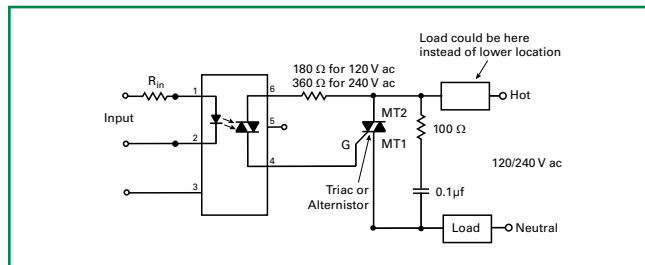 Load could be here
instead of lower location
180 Ω for 120 V ac
360 Ω for 240 V ac
Rin
1
6
Hot
Input
5
MT2
100 Ω
G
MT1
2
4
120/240 V ac
3
Triac or
Alternistor
0.1µf
Load
Neutral